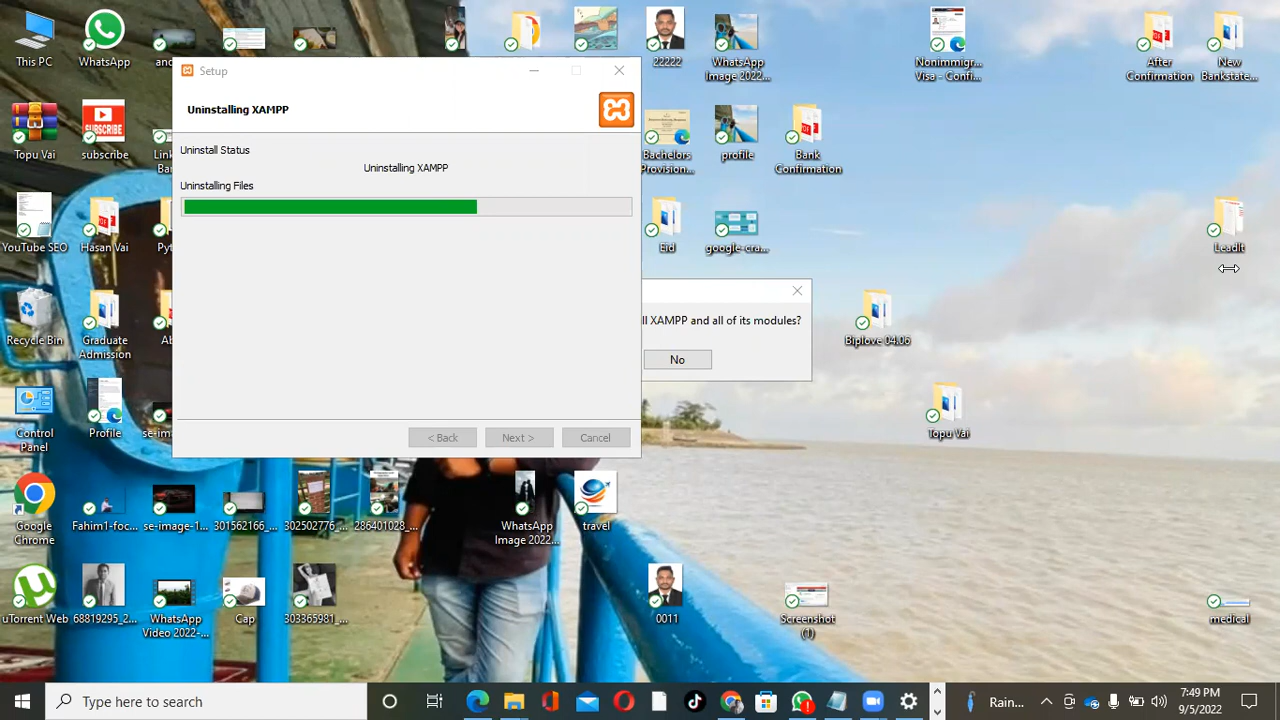 This PC
WhatsApp
22222
WhatsApp
Image 2022...
Nonimmigr...
Visa - Confi...
After
Confirmation
New
Bankstate...
Setup
Uninstalling XAMPP
Uninstall Status
Uninstalling XAMPP
Uninstalling Files
Topu Vai
SUBSCRIBE
subscribe
Bachelors
Provision...
profile
Bank
Confirmation
YouTube SEO
Hasan Vai
Eid
google-cra...
LeadIt
Recycle Bin
Graduate
Admission
ll XAMPP and all of its modules?
No
Biplove 04.06
Control
Panel
Profile
se-ima
< Back
Next >
Cancel
Topu Vai
Google
Chrome
Fahim1-foc...
se-image-1...
301562166_...
302502776_...
286401028_...
WhatsApp
Image 2022...
travel
uTorrent Web
68819295_2...
WhatsApp
Video 2022-...
Cap
303365981_...
0011
Screenshot
(1)
medical
Type here to search
Rain...
7:49 PM
9/5/2022